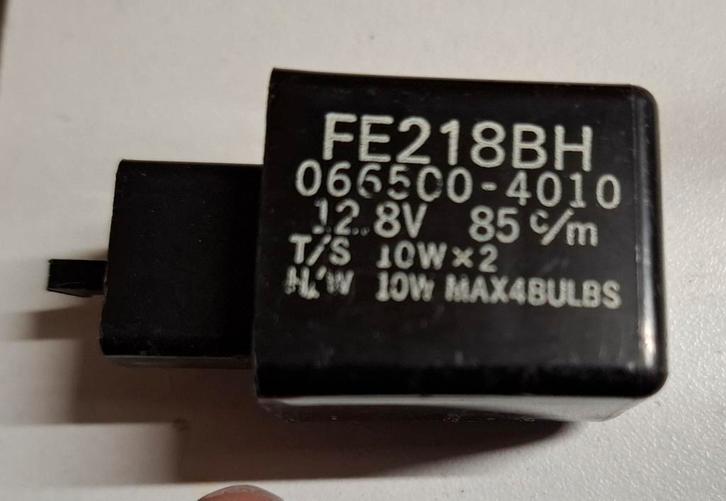 FE218BH
066500-4010
12.8V 85 c/m
T/S 10W×2
H/W 10W MAX4BULBS